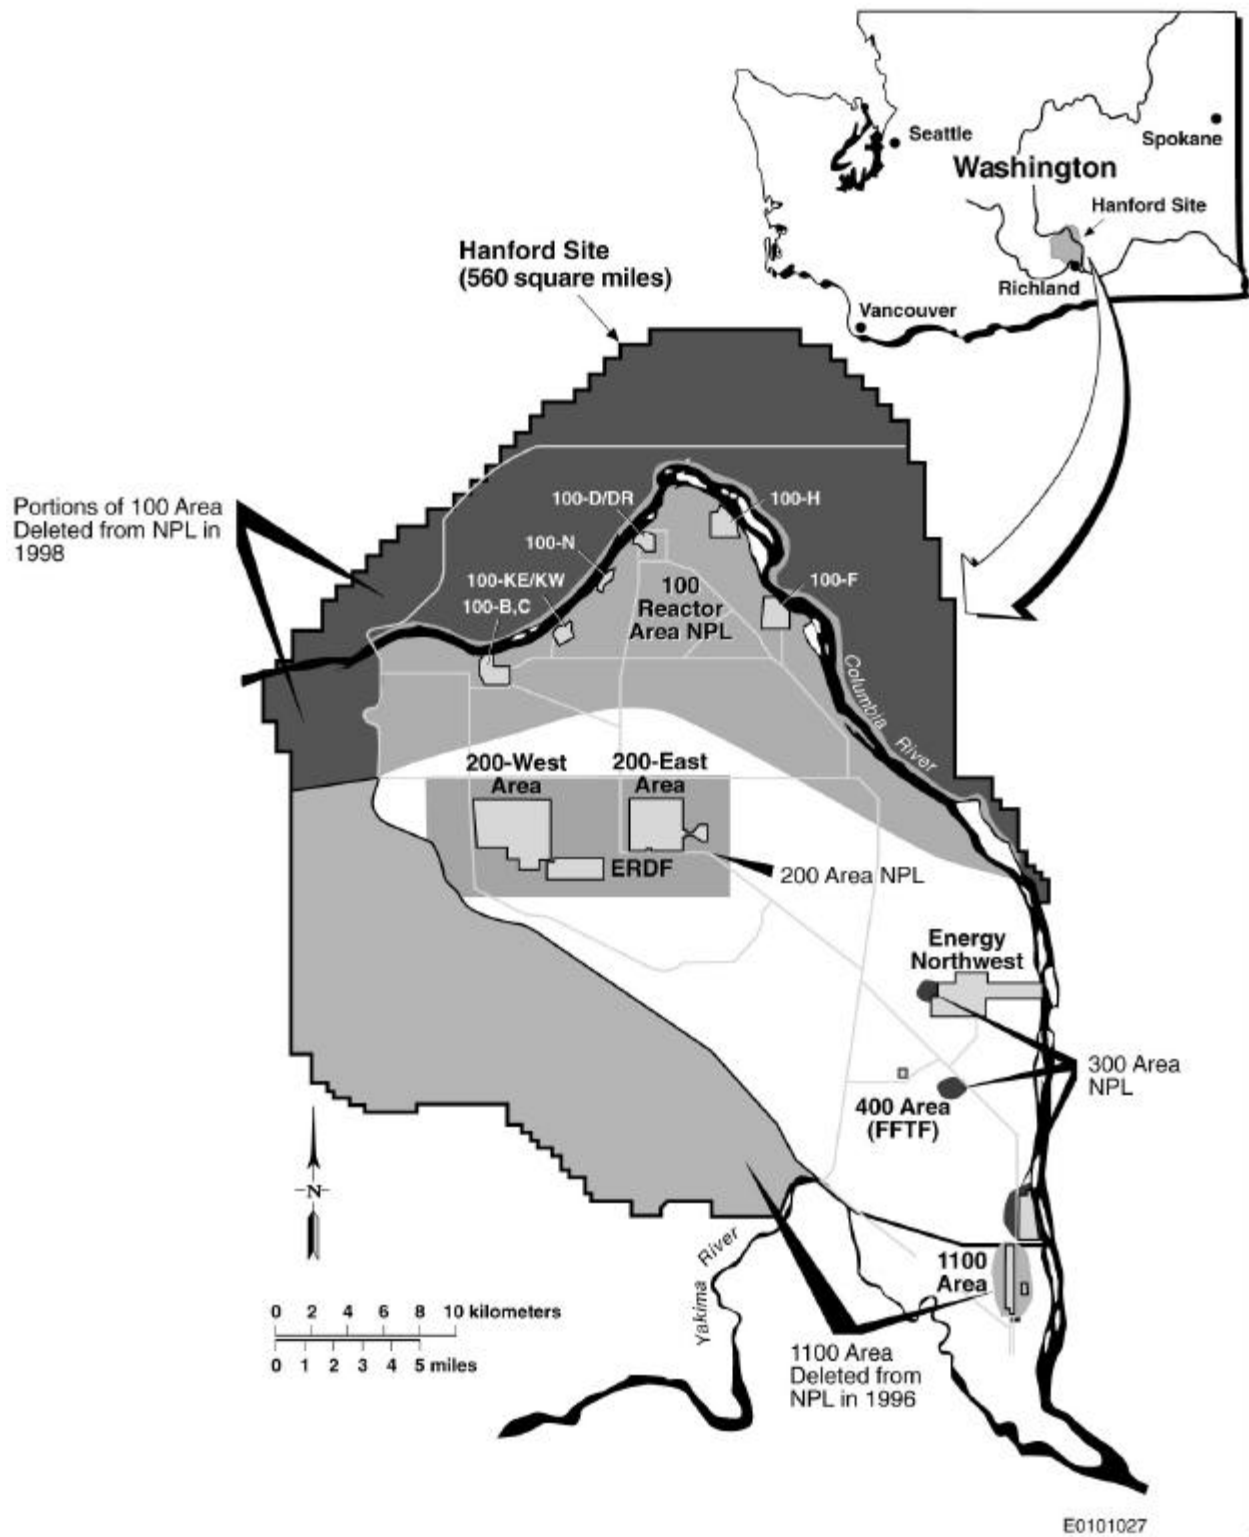 Seattle
Spokane
Washington
Hanford Site
Richland
Vancouver
Hanford Site
(560 square miles)
Portions of 100 Area
Deleted from NPL in
1998
100-D/DR
100-H
100-N
100-KE/KW
100-B,C
100-F
100
Reactor
Area NPL
Columbia
River
200-West
Area
200-East
Area
ERDF
200 Area NPL
Energy
Northwest
300 Area
NPL
400 Area
(FFTF)
N
Yakima River
1100
Area
0 2 4 6 8 10 kilometers
0 1 2 3 4 5 miles
1100 Area
Deleted from
NPL in 1996
E0101027